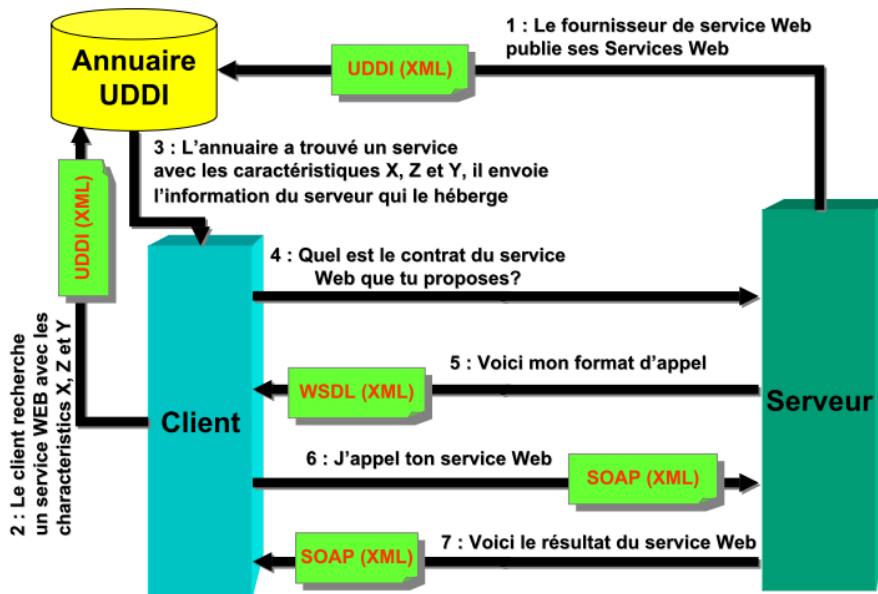 1 : Le fournisseur de service Web
publie ses Services Web
Annuaire
UDDI
UDDI (XML)
3 : L'annuaire a trouvé un service
avec les caractéristiques X, Z et Y, il envoie
l'information du serveur qui le héberge
UDDI (XML)
2 : Le client recherche
un service WEB avec les
characteristics X, Z et Y
4 : Quel est le contrat du service
Web que tu proposes?
5 : Voici mon format d'appel
WSDL (XML)
Client
Serveur
6 : J'appel ton service Web
SOAP (XML)
7 : Voici le résultat du service Web
SOAP (XML)